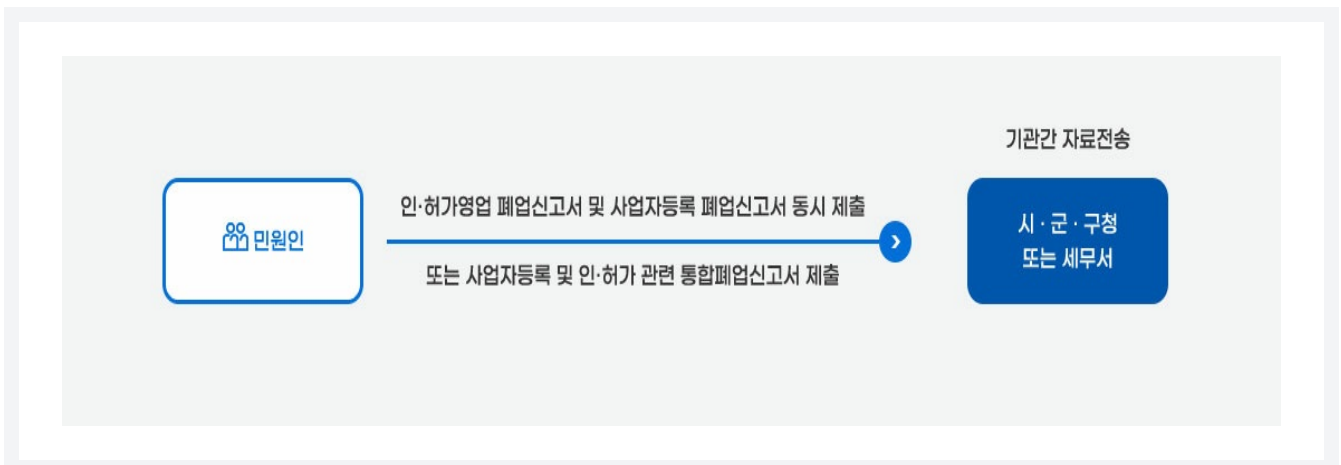 기관간 자료전송
민원인
인·허가영업 폐업신고서 및 사업자등록 폐업신고서 동시 제출
또는 사업자등록 및 인·허가 관련 통합폐업신고서 제출
시·군·구청
또는 세무서